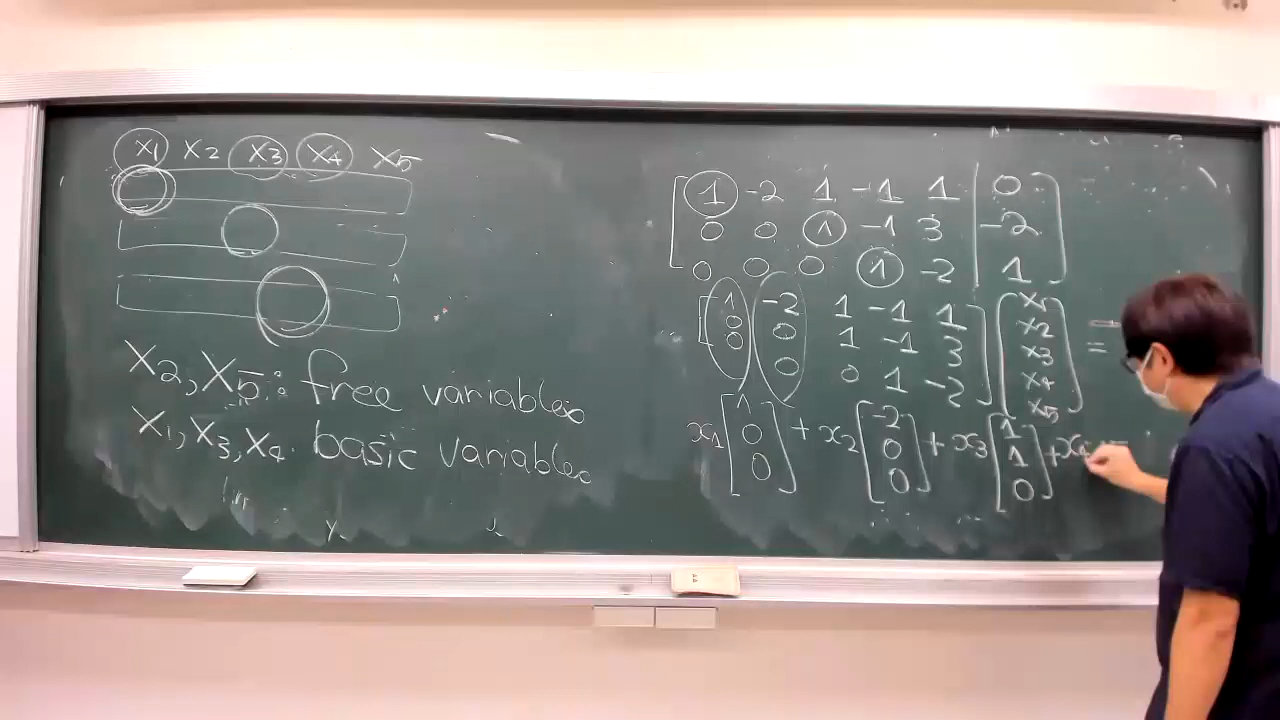 x1 x2 x3 x4 x5
x2, x5: free variables
x1, x3, x4. basic variables
[ 1 -2 1 -1 1 | 0 ]
0 0 1 -1 3 | -2
0 0 0 1 -2 | 1
[ 1 -2 1 -1 1 ] [ x1 ] =
0 0 1 -1 3 x2
0 0 0 1 -2 x3
x4
x5
x1 [ 1 0 0 ] + x2 [ -2 0 0 ] + x3 [ 1 1 0 ] + x4